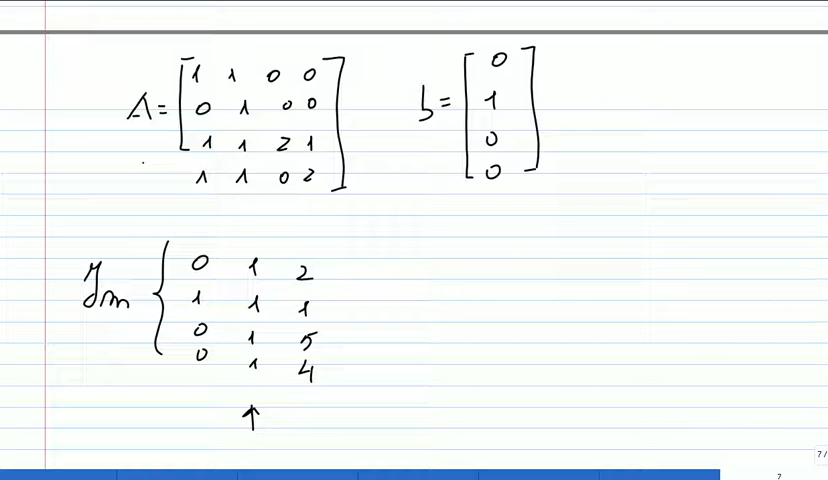 A = [ 1 1 0 0
0 1 0 0
1 1 2 1
1 1 0 2 ]
b = [ 0
1
0
0 ]
Im { 0 1 2
1 1 1
0 1 5
0 1 4
↑
7 /
7